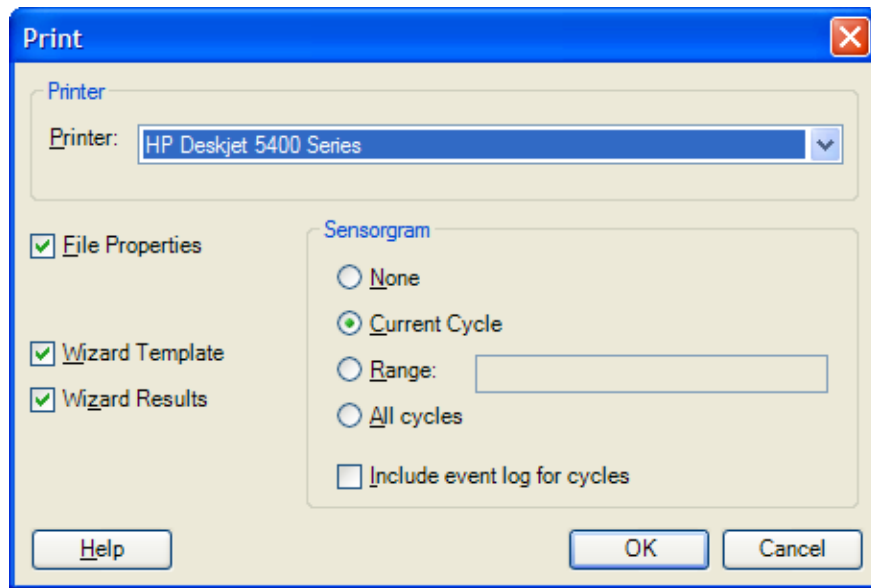 Print
Printer
Printer: HP Deskjet 5400 Series
File Properties
Wizard Template
Wizard Results
Sensorgram
None
Current Cycle
Range:
All cycles
Include event log for cycles
Help
OK
Cancel